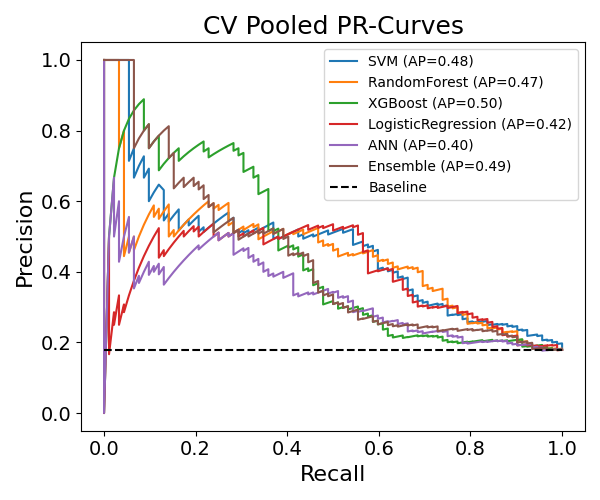 CV Pooled PR-Curves
SVM (AP=0.48)
RandomForest (AP=0.47)
XGBoost (AP=0.50)
LogisticRegression (AP=0.42)
ANN (AP=0.40)
Ensemble (AP=0.49)
Baseline
Precision
1.0
0.8
0.6
0.4
0.2
0.0
0.0 0.2 0.4 0.6 0.8 1.0
Recall